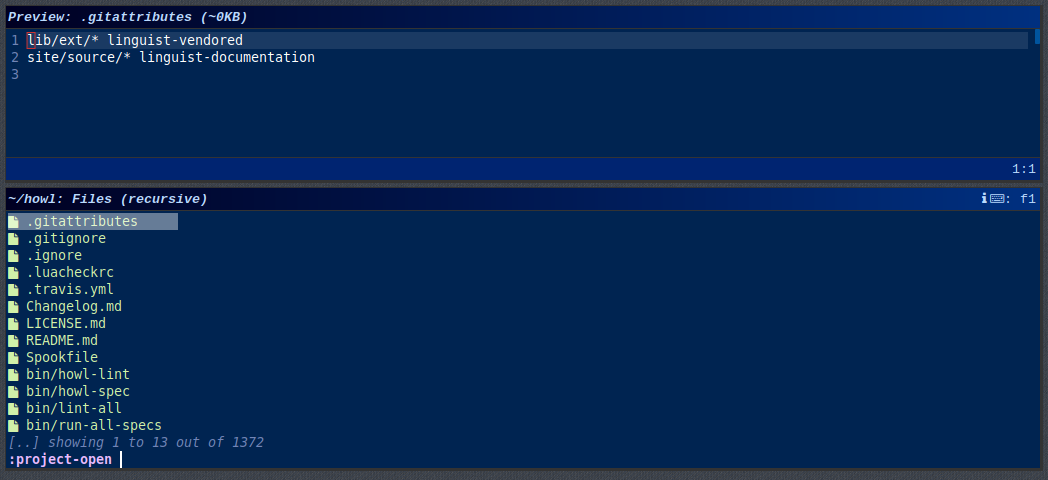 Preview: .gitattributes (~0KB)
1 lib/ext/* linguist-vendored
2 site/source/* linguist-documentation
3
1:1
~/howl: Files (recursive) ℹ⌨: f1
.gitattributes
.gitignore
.ignore
.luacheckrc
.travis.yml
Changelog.md
LICENSE.md
README.md
Spookfile
bin/howl-lint
bin/howl-spec
bin/lint-all
bin/run-all-specs
[..] showing 1 to 13 out of 1372
:project-open